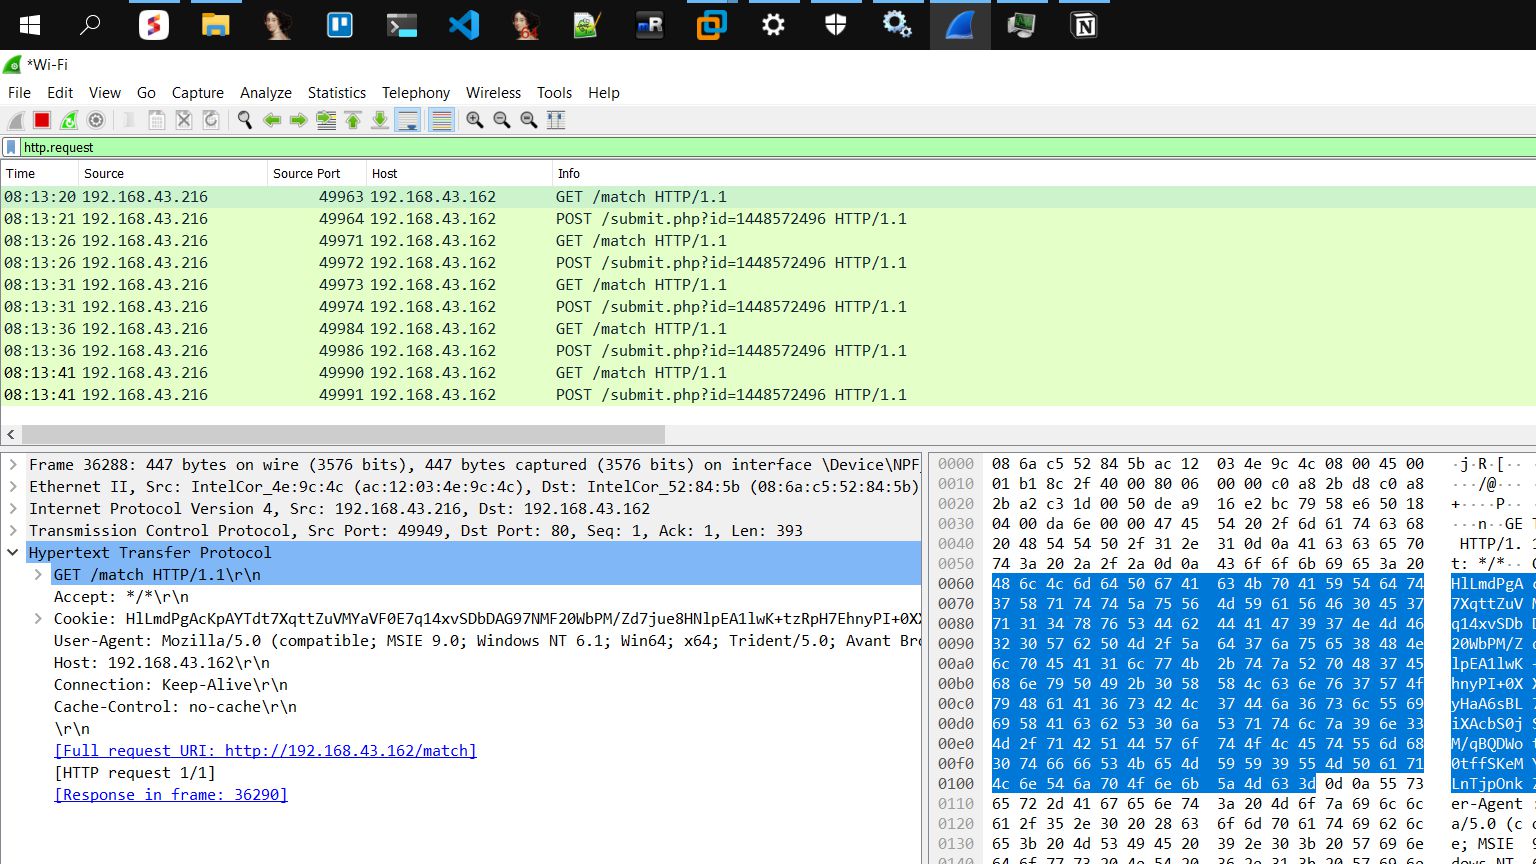 *Wi-Fi
File Edit View Go Capture Analyze Statistics Telephony Wireless Tools Help
http.request
Time Source Source Port Host Info
08:13:20 192.168.43.216 49963 192.168.43.162 GET /match HTTP/1.1
08:13:21 192.168.43.216 49964 192.168.43.162 POST /submit.php?id=1448572496 HTTP/1.1
08:13:26 192.168.43.216 49971 192.168.43.162 GET /match HTTP/1.1
08:13:26 192.168.43.216 49972 192.168.43.162 POST /submit.php?id=1448572496 HTTP/1.1
08:13:31 192.168.43.216 49973 192.168.43.162 GET /match HTTP/1.1
08:13:31 192.168.43.216 49974 192.168.43.162 POST /submit.php?id=1448572496 HTTP/1.1
08:13:36 192.168.43.216 49984 192.168.43.162 GET /match HTTP/1.1
08:13:36 192.168.43.216 49986 192.168.43.162 POST /submit.php?id=1448572496 HTTP/1.1
08:13:41 192.168.43.216 49990 192.168.43.162 GET /match HTTP/1.1
08:13:41 192.168.43.216 49991 192.168.43.162 POST /submit.php?id=1448572496 HTTP/1.1
Frame 36288: 447 bytes on wire (3576 bits), 447 bytes captured (3576 bits) on interface \Device\NPF_
Ethernet II, Src: IntelCor_4e:9c:4c (ac:12:03:4e:9c:4c), Dst: IntelCor_52:84:5b (08:6a:c5:52:84:5b)
Internet Protocol Version 4, Src: 192.168.43.216, Dst: 192.168.43.162
Transmission Control Protocol, Src Port: 49949, Dst Port: 80, Seq: 1, Ack: 1, Len: 393
Hypertext Transfer Protocol
GET /match HTTP/1.1\r\n
Accept: */*\r\n
Cookie: HlLmdPgAcKpAYTdt7XqttZuVMYaVF0E7q14xvSDbDAG97NMF20WbPM/Zd7jue8HNlpEA1lwK+tzRpH7EhnyPI+0XX
User-Agent: Mozilla/5.0 (compatible; MSIE 9.0; Windows NT 6.1; Win64; x64; Trident/5.0; Avant Bro
Host: 192.168.43.162\r\n
Connection: Keep-Alive\r\n
Cache-Control: no-cache\r\n
\r\n
[Full request URI: http://192.168.43.162/match]
[HTTP request 1/1]
[Response in frame: 36290]
0000 08 6a c5 52 84 5b ac 12 03 4e 9c 4c 08 00 45 00 ·j·R·[·
0010 01 b1 8c 2f 40 00 80 06 00 00 c0 a8 2b d8 c0 a8 ···/@···
0020 2b a2 c3 1d 00 50 de a9 16 e2 bc 79 58 e6 50 18 +····P··
0030 04 00 da 6e 00 00 47 45 54 20 2f 6d 61 74 63 68 ···n··GE T
0040 20 48 54 54 50 2f 31 2e 31 0d 0a 41 63 63 65 70 HTTP/1. 1
0050 74 3a 20 2a 2f 2a 0d 0a 43 6f 6f 6b 69 65 3a 20 t: */*·· C
0060 48 6c 4c 6d 64 50 67 41 63 4b 70 41 59 54 64 74 HlLmdPgA c
0070 37 58 71 74 74 5a 75 56 4d 59 61 56 46 30 45 37 7XqttZuV M
0080 71 31 34 78 76 53 44 62 44 41 47 39 37 4e 4d 46 q14xvSDb D
0090 32 30 57 62 50 4d 2f 5a 64 37 6a 75 65 38 48 4e 20WbPM/Z d
00a0 6c 70 45 41 31 6c 77 4b 2b 74 7a 52 70 48 37 45 lpEA1lwK +
00b0 68 6e 79 50 49 2b 30 58 58 4c 63 6e 76 37 57 4f hnyPI+0X X
00c0 79 48 61 41 36 73 42 4c 37 44 6a 36 73 6c 55 69 yHaA6sBL 7
00d0 69 58 41 63 62 53 30 6a 53 71 74 6c 7a 39 6e 33 iXAcbS0j S
00e0 4d 2f 71 42 51 44 57 6f 74 4f 4c 45 74 55 6d 68 M/qBQDWo t
00f0 30 74 66 66 53 4b 65 4d 59 59 39 55 4d 50 61 71 0tffSKeM Y
0100 4c 6e 54 6a 70 4f 6e 6b 5a 4d 63 3d 0d 0a 55 73 LnTjpOnk Z
0110 65 72 2d 41 67 65 6e 74 3a 20 4d 6f 7a 69 6c 6c er-Agent :
0120 61 2f 35 2e 30 20 28 63 6f 6d 70 61 74 69 62 6c a/5.0 (c o
0130 65 3b 20 4d 53 49 45 20 39 2e 30 3b 20 57 69 6e e; MSIE 9
0140 64 6f 77 73 20 4e 54 20 36 2e 31 3b 20 57 69 6e dows NT 6